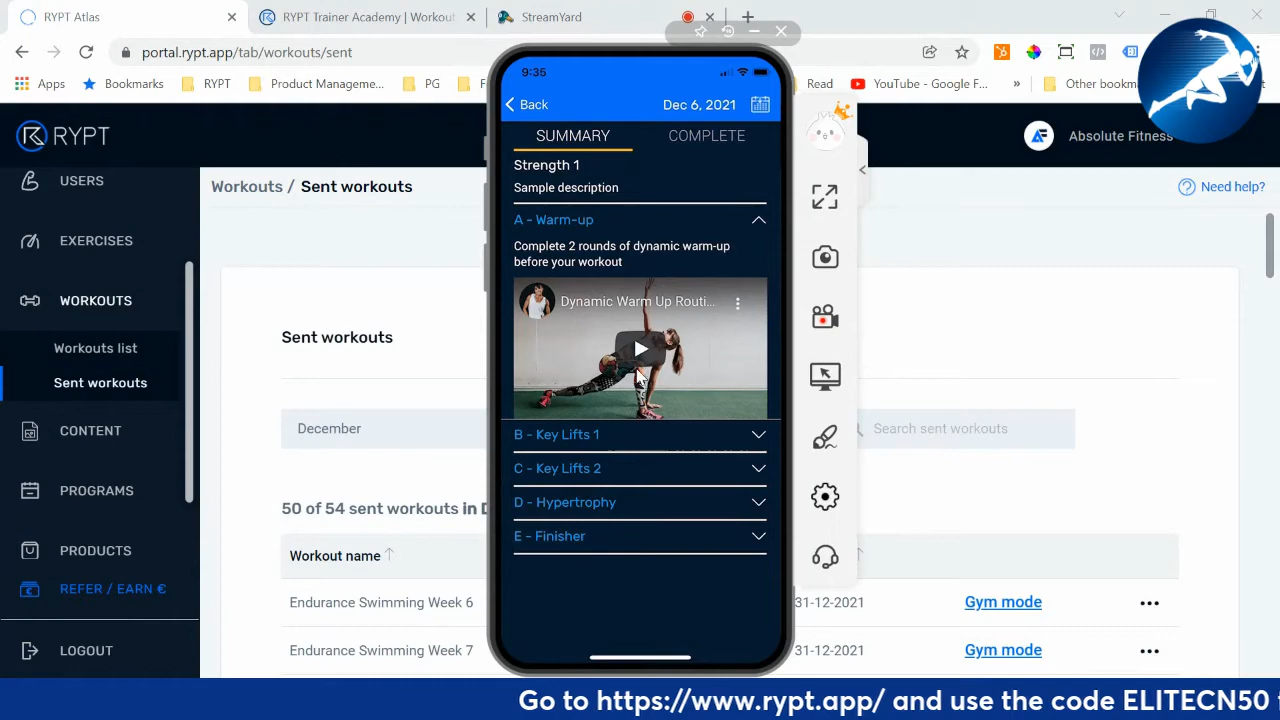 RYPT Atlas
RYPT Trainer Academy | Workout
StreamYard
portal.rypt.app/tab/workouts/sent
Apps
Bookmarks
RYPT
Product Manageme...
PG
Read
YouTube - GAA - Fi...
Other bookm
RYPT
Absolute Fitness
USERS
EXERCISES
WORKOUTS
Workouts list
Sent workouts
CONTENT
PROGRAMS
PRODUCTS
REFER / EARN €
LOGOUT
Workouts / Sent workouts
Need help?
Sent workouts
December
Search sent workouts
50 of 54 sent workouts in D
Workout name
Endurance Swimming Week 6
31-12-2021
Gym mode
Endurance Swimming Week 7
31-12-2021
Gym mode
9:35
Back
Dec 6, 2021
SUMMARY
COMPLETE
Strength 1
Sample description
A - Warm-up
Complete 2 rounds of dynamic warm-up
before your workout
Dynamic Warm Up Routi...
B - Key Lifts 1
C - Key Lifts 2
D - Hypertrophy
E - Finisher
Go to https://www.rypt.app/ and use the code ELITECN50